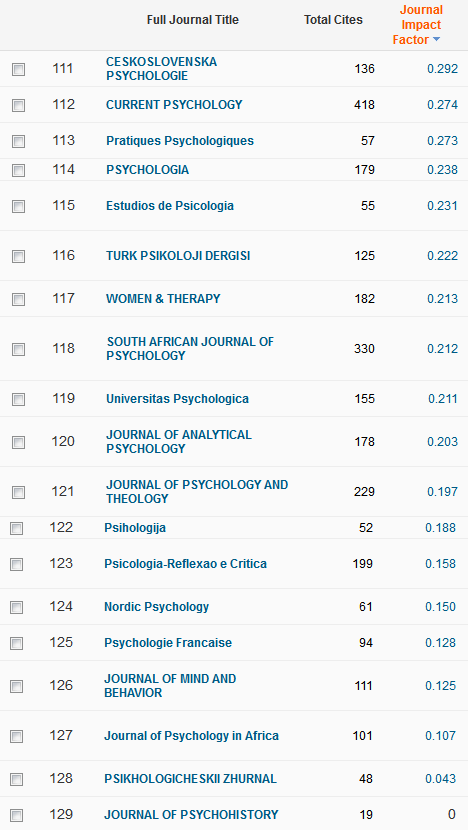 Full Journal Title Total Cites Journal Impact Factor
111 CESKOSLOVENSKA PSYCHOLOGIE 136 0.292
112 CURRENT PSYCHOLOGY 418 0.274
113 Pratiques Psychologiques 57 0.273
114 PSYCHOLOGIA 179 0.238
115 Estudios de Psicologia 55 0.231
116 TURK PSIKOLOJI DERGISI 125 0.222
117 WOMEN & THERAPY 182 0.213
118 SOUTH AFRICAN JOURNAL OF PSYCHOLOGY 330 0.212
119 Universitas Psychologica 155 0.211
120 JOURNAL OF ANALYTICAL PSYCHOLOGY 178 0.203
121 JOURNAL OF PSYCHOLOGY AND THEOLOGY 229 0.197
122 Psihologija 52 0.188
123 Psicologia-Reflexao e Critica 199 0.158
124 Nordic Psychology 61 0.150
125 Psychologie Francaise 94 0.128
126 JOURNAL OF MIND AND BEHAVIOR 111 0.125
127 Journal of Psychology in Africa 101 0.107
128 PSIKHOLOGICHESKII ZHURNAL 48 0.043
129 JOURNAL OF PSYCHOHISTORY 19 0